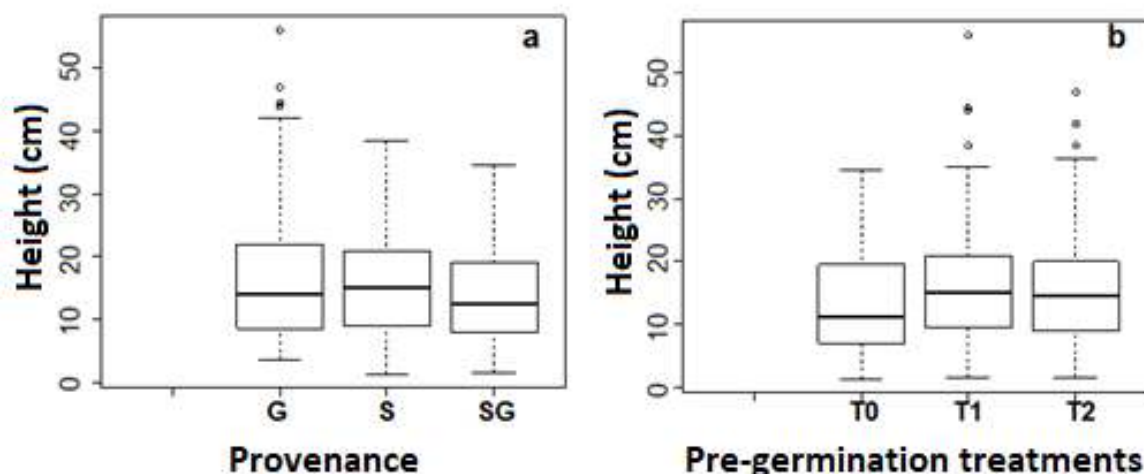 a
Height (cm)
50
40
30
20
10
0
G S SG
Provenance
b
Height (cm)
50
40
30
20
10
0
T0 T1 T2
Pre-germination treatments